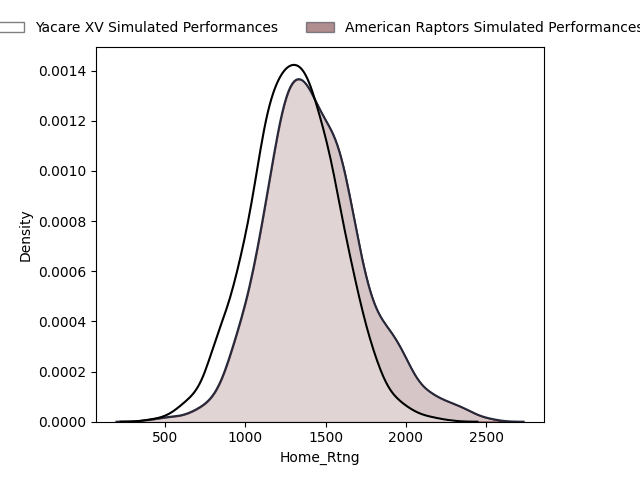 Yacare XV Simulated Performances American Raptors Simulated Performances
0.0014
0.0012
0.0010
0.0008
0.0006
0.0004
0.0002
0.0000
Density
500 1000 1500 2000 2500
Home_Rtng